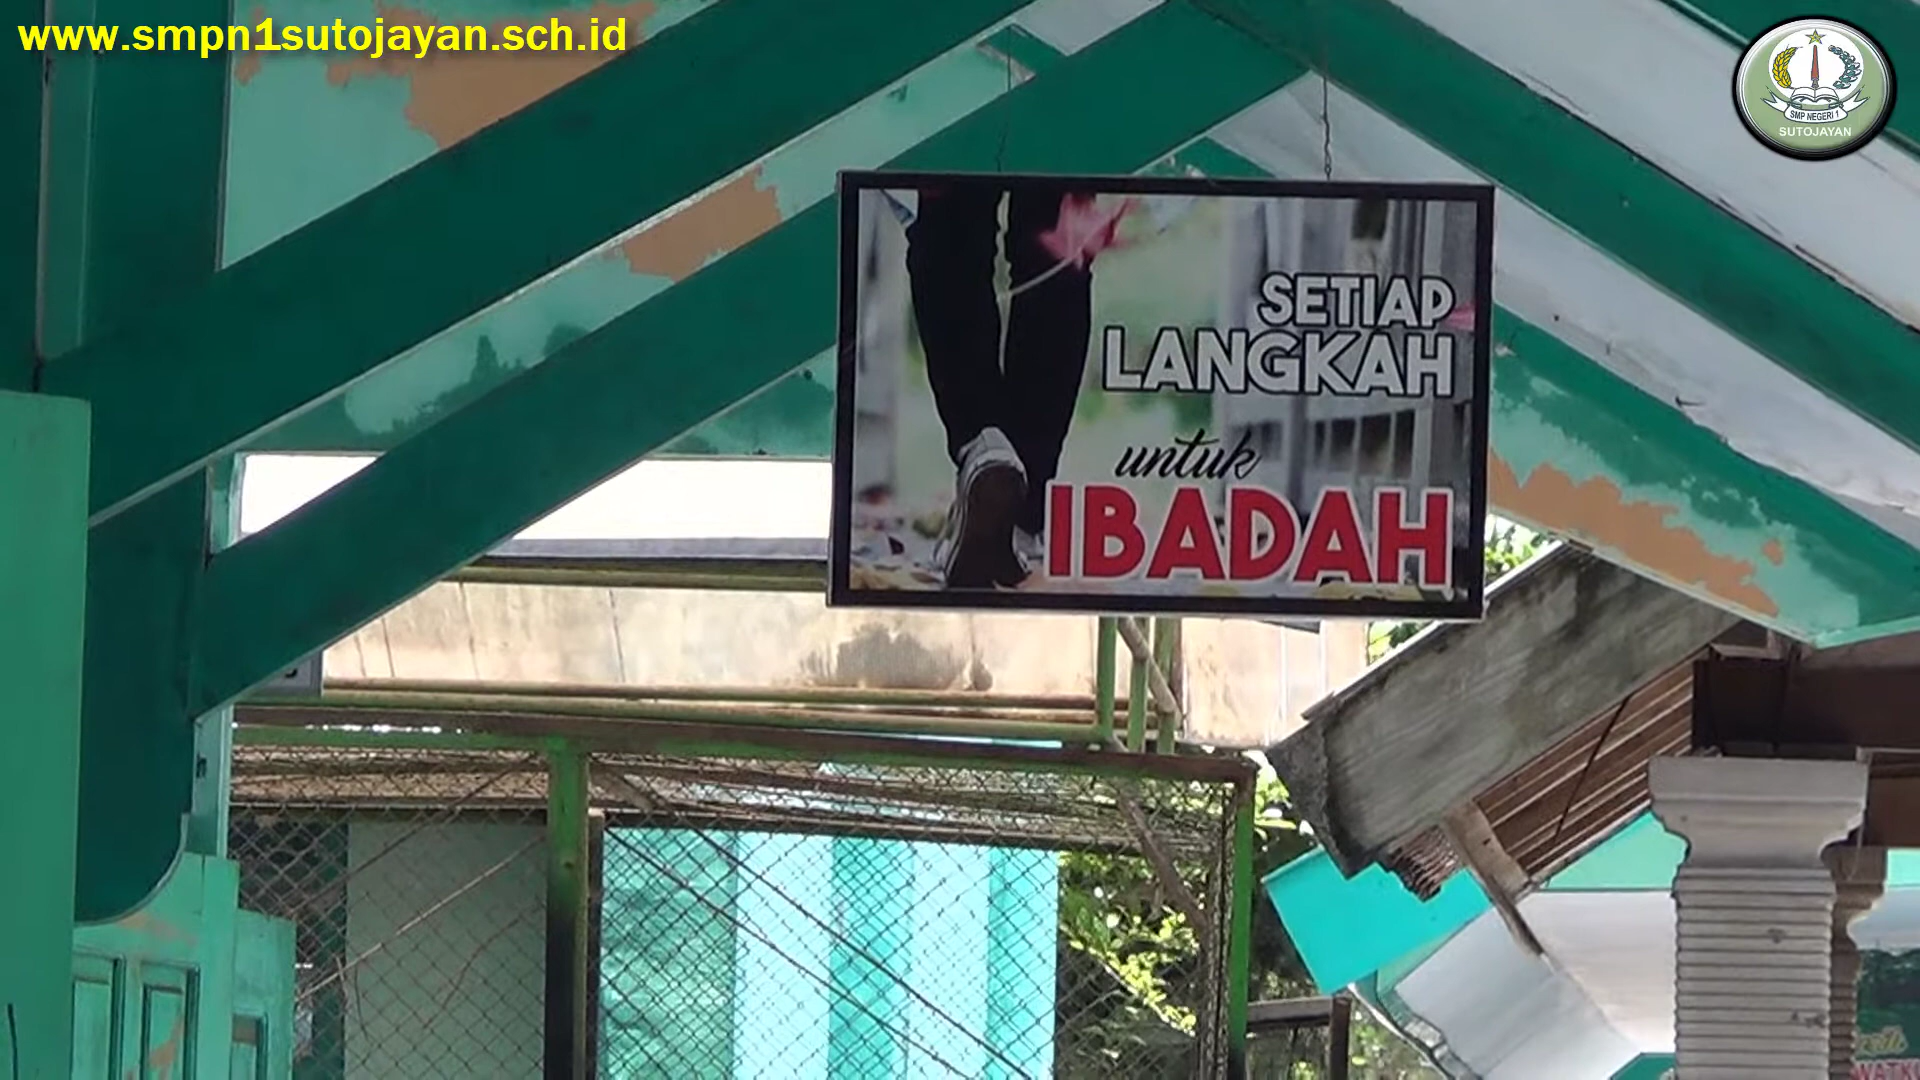 www.smpn1sutojayan.sch.id
SMP NEGERI 1
SUTOJAYAN
SETIAP
LANGKAH
untuk
IBADAH